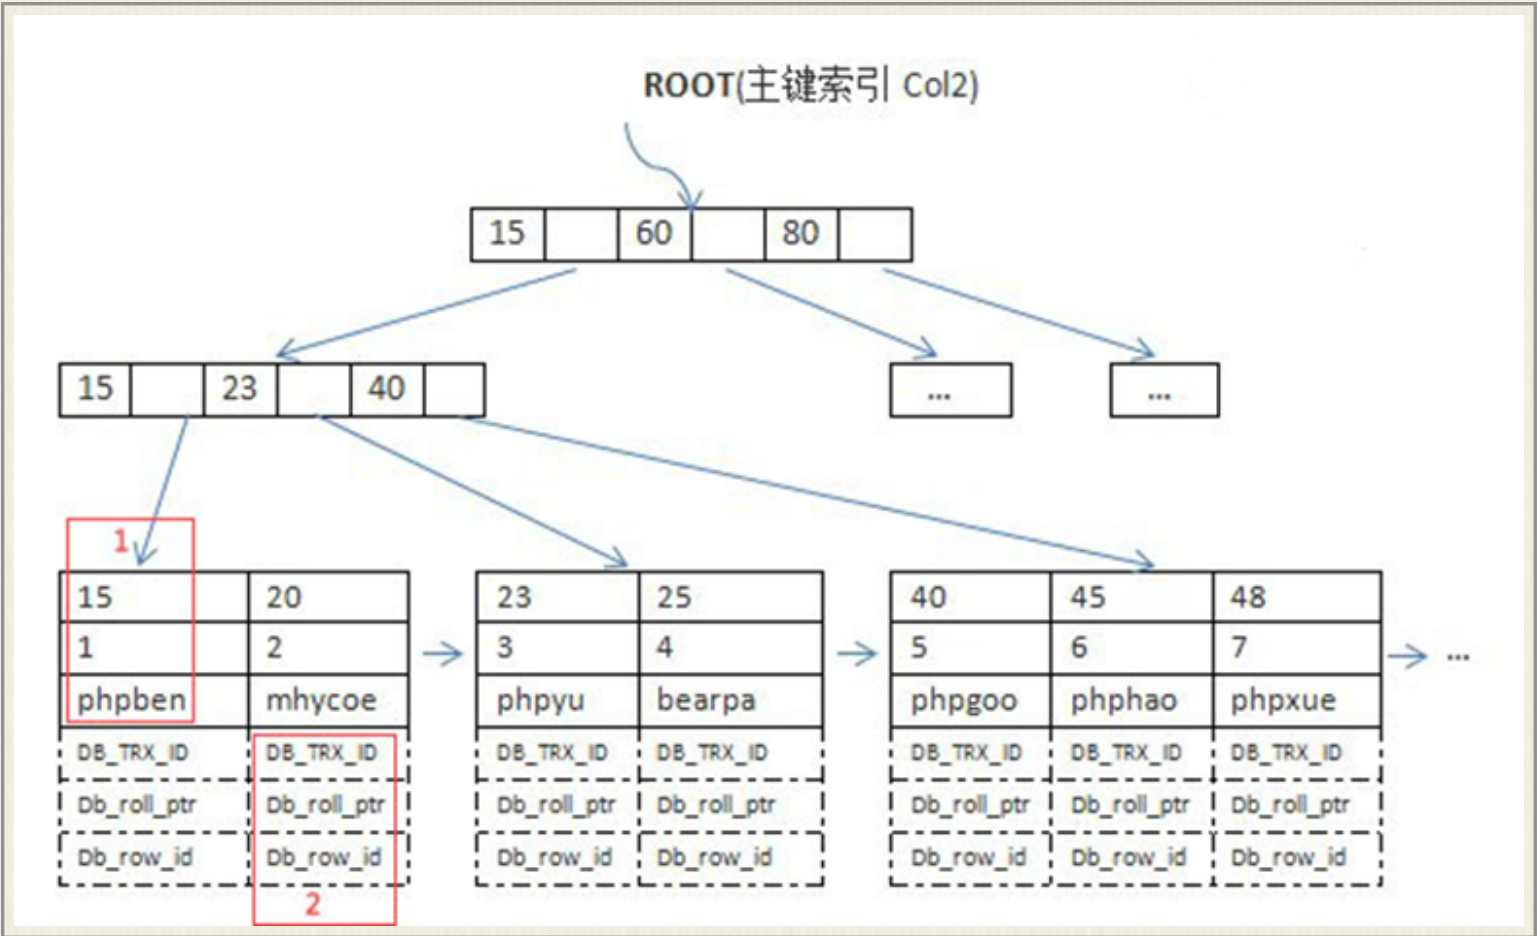 ROOT(主键索引 Col2)
15 60 80
15 23 40 ... ...
1
15 20 23 25 40 45 48
1 2 3 4 5 6 7 ...
phpben mhycoe phpyu bearpa phpgoo phphao phpxue
DB_TRX_ID DB_TRX_ID DB_TRX_ID DB_TRX_ID DB_TRX_ID DB_TRX_ID DB_TRX_ID
Db_roll_ptr Db_roll_ptr Db_roll_ptr Db_roll_ptr Db_roll_ptr Db_roll_ptr Db_roll_ptr
Db_row_id Db_row_id Db_row_id Db_row_id Db_row_id Db_row_id Db_row_id
2